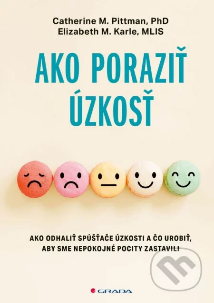 Catherine M. Pittman, PhD
Elizabeth M. Karle, MLIS
AKO PORAZIŤ
ÚZKOSŤ
AKO ODHALIŤ SPÚŠŤAČE ÚZKOSTI A ČO UROBIŤ,
ABY SME NEPOKOJNÉ POCITY ZASTAVILI
GRADA
martinus